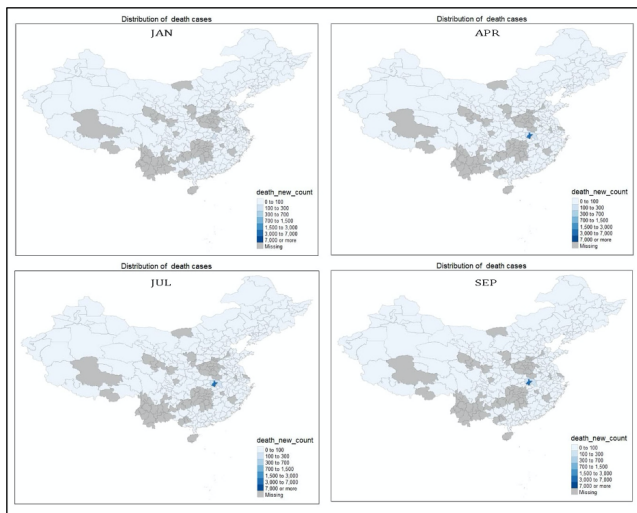 Distribution of death cases
JAN
death_new_count
0 to 100
100 to 300
300 to 700
700 to 1,500
1,500 to 3,000
3,000 to 7,000
7,000 or more
Missing
Distribution of death cases
APR
death_new_count
0 to 100
100 to 300
300 to 700
700 to 1,500
1,500 to 3,000
3,000 to 7,000
7,000 or more
Missing
Distribution of death cases
JUL
death_new_count
0 to 100
100 to 300
300 to 700
700 to 1,500
1,500 to 3,000
3,000 to 7,000
7,000 or more
Missing
Distribution of death cases
SEP
death_new_count
0 to 100
100 to 300
300 to 700
700 to 1,500
1,500 to 3,000
3,000 to 7,000
7,000 or more
Missing